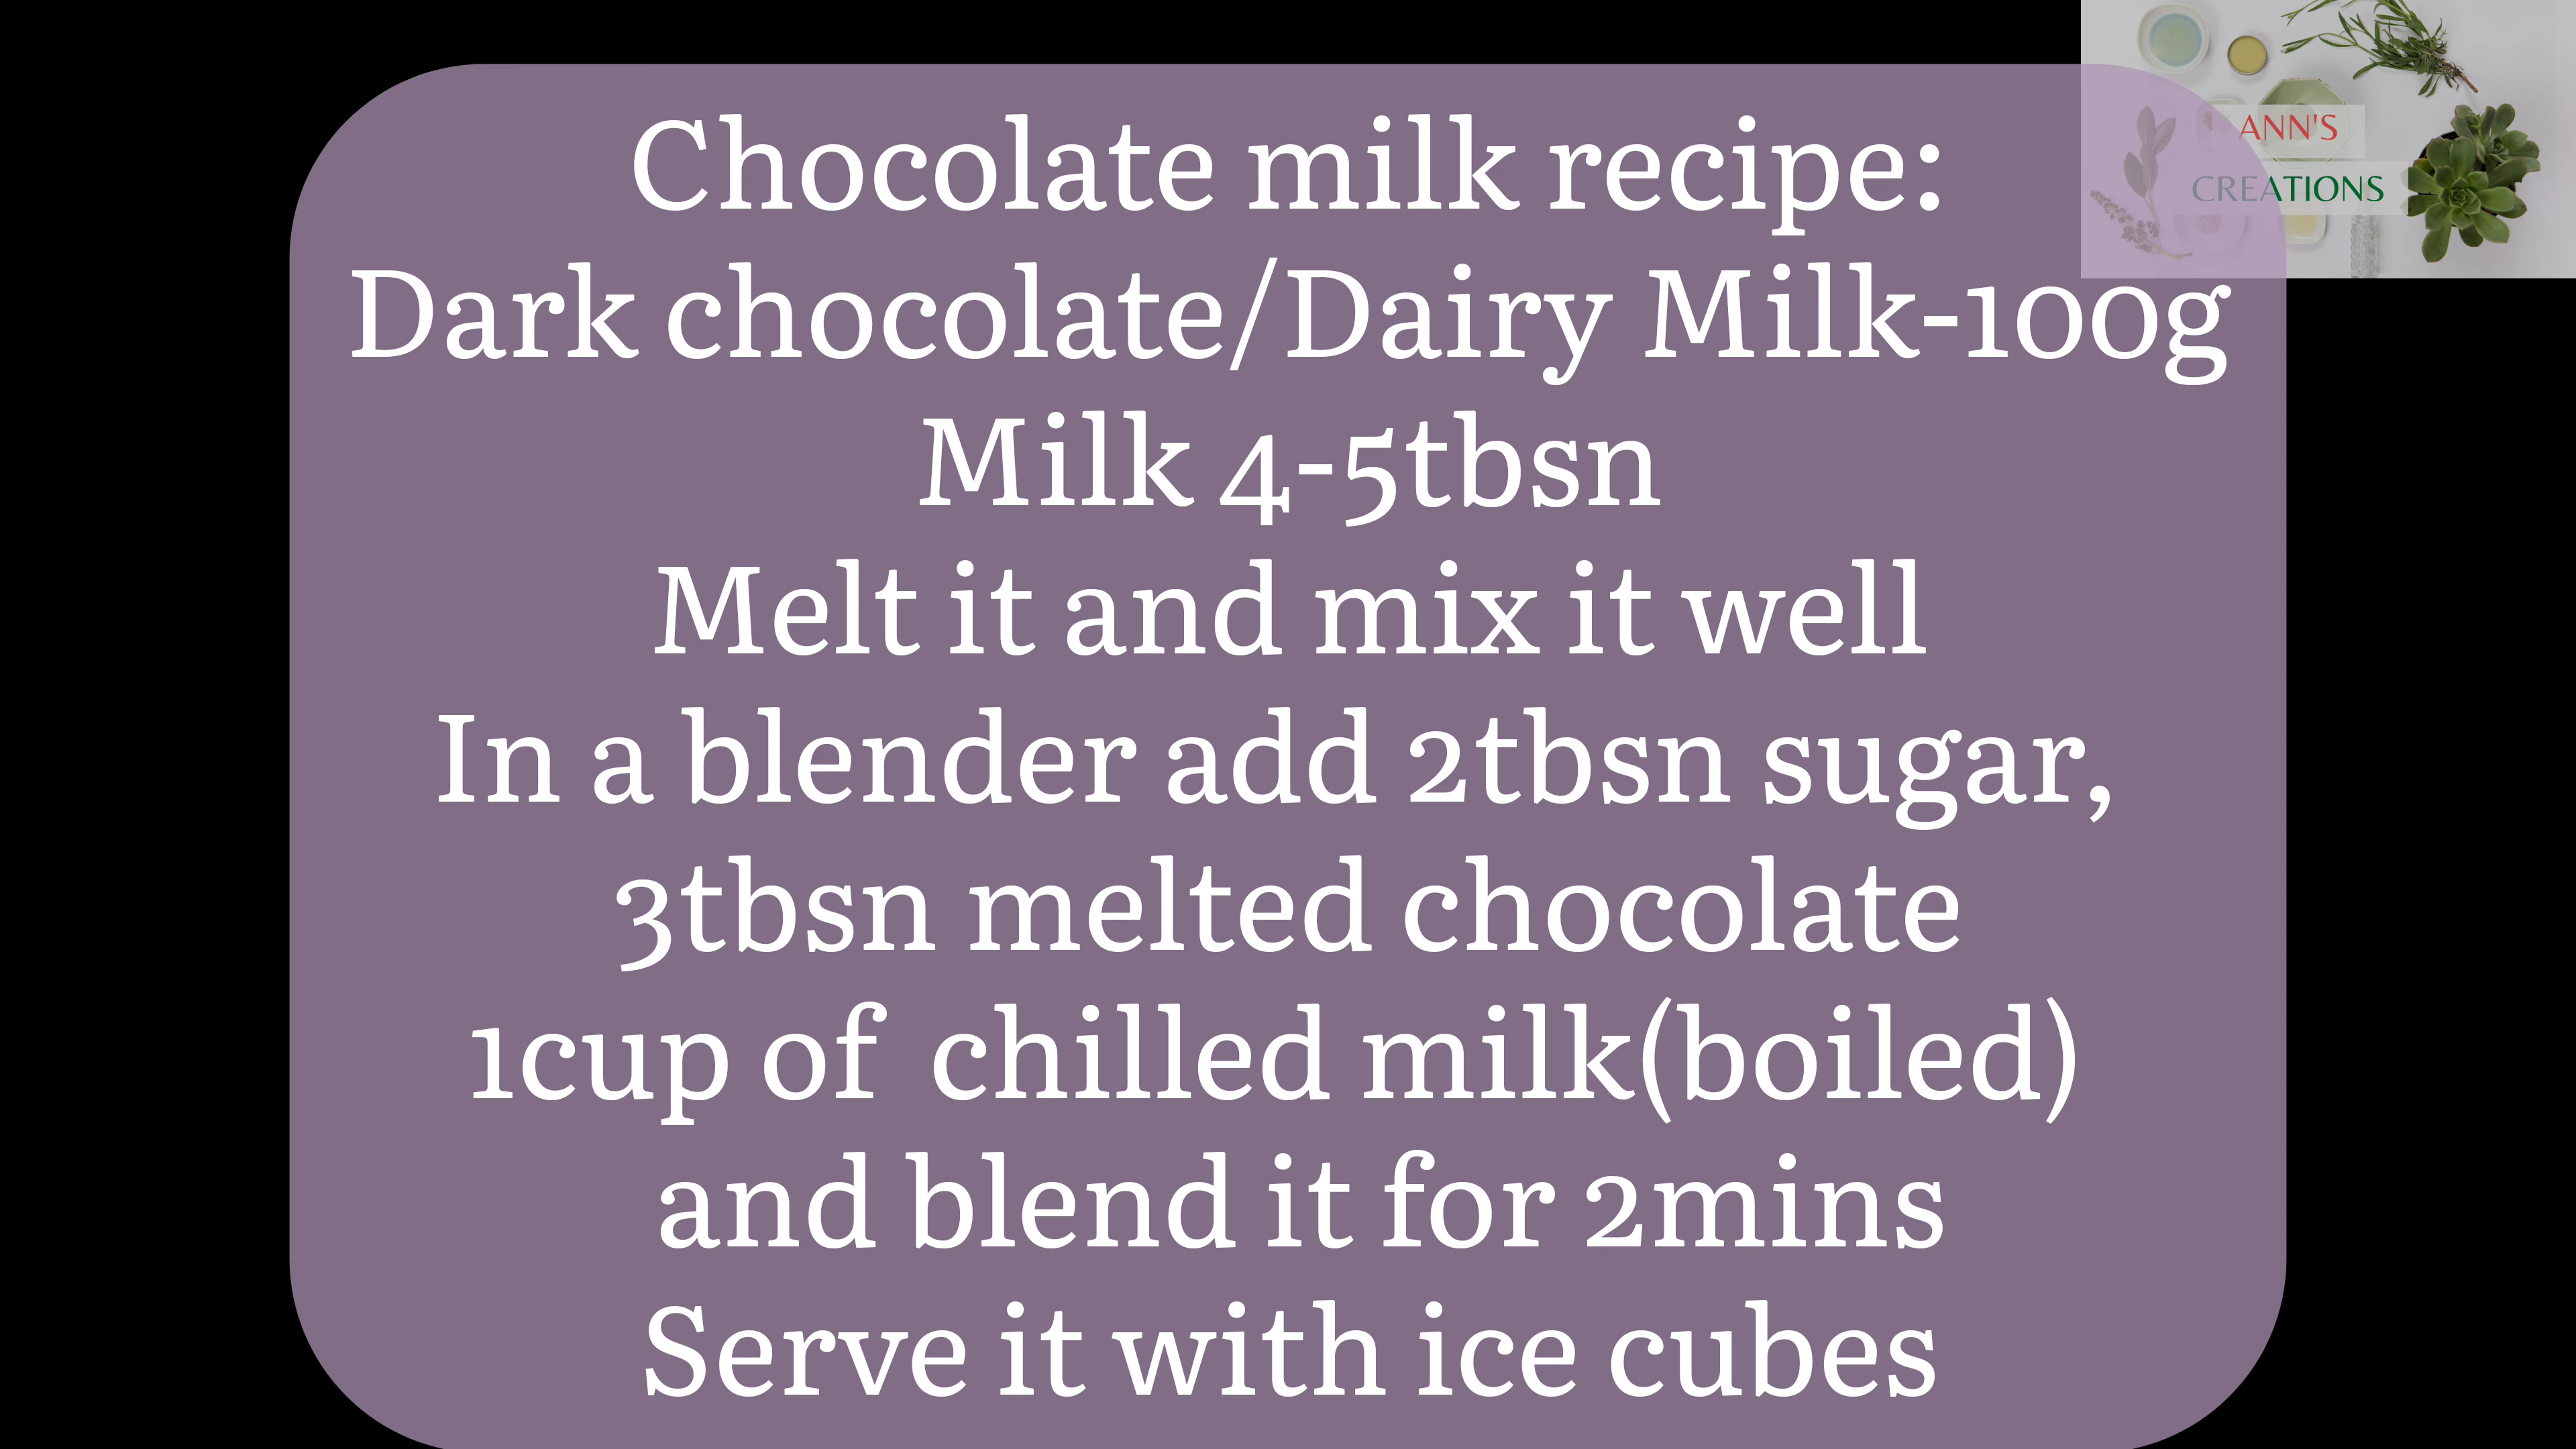 Chocolate milk recipe:
Dark chocolate/Dairy Milk-100g
Milk 4-5tbsn
Melt it and mix it well
In a blender add 2tbsn sugar,
3tbsn melted chocolate
1cup of  chilled milk(boiled)
and blend it for 2mins
Serve it with ice cubes
ANN'S
CREATIONS